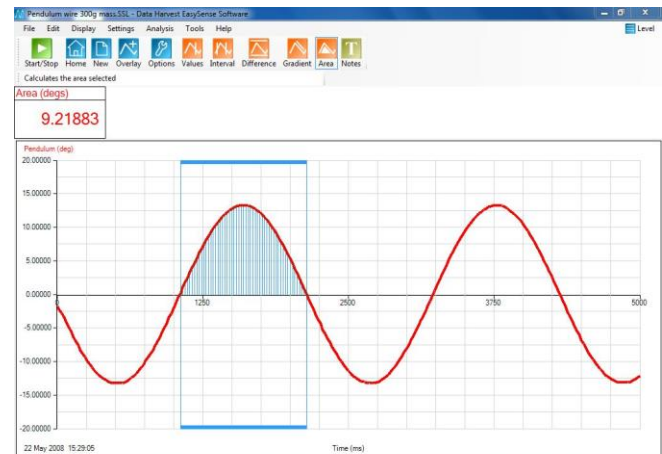 Pendulum wire 300g mass.SSL - Data Harvest EasySense Software
File Edit Display Settings Analysis Tools Help
Level
Start/Stop Home New Overlay Options Values Interval Difference Gradient Area Notes
Calculates the area selected
Area (degs)
9.21883
Pendulum (deg)
20.00000
15.00000
10.00000
5.00000
0.00000
-5.00000
-10.00000
-15.00000
-20.00000
0 1250 2500 3750 5000
22 May 2008 15:29:05
Time (ms)